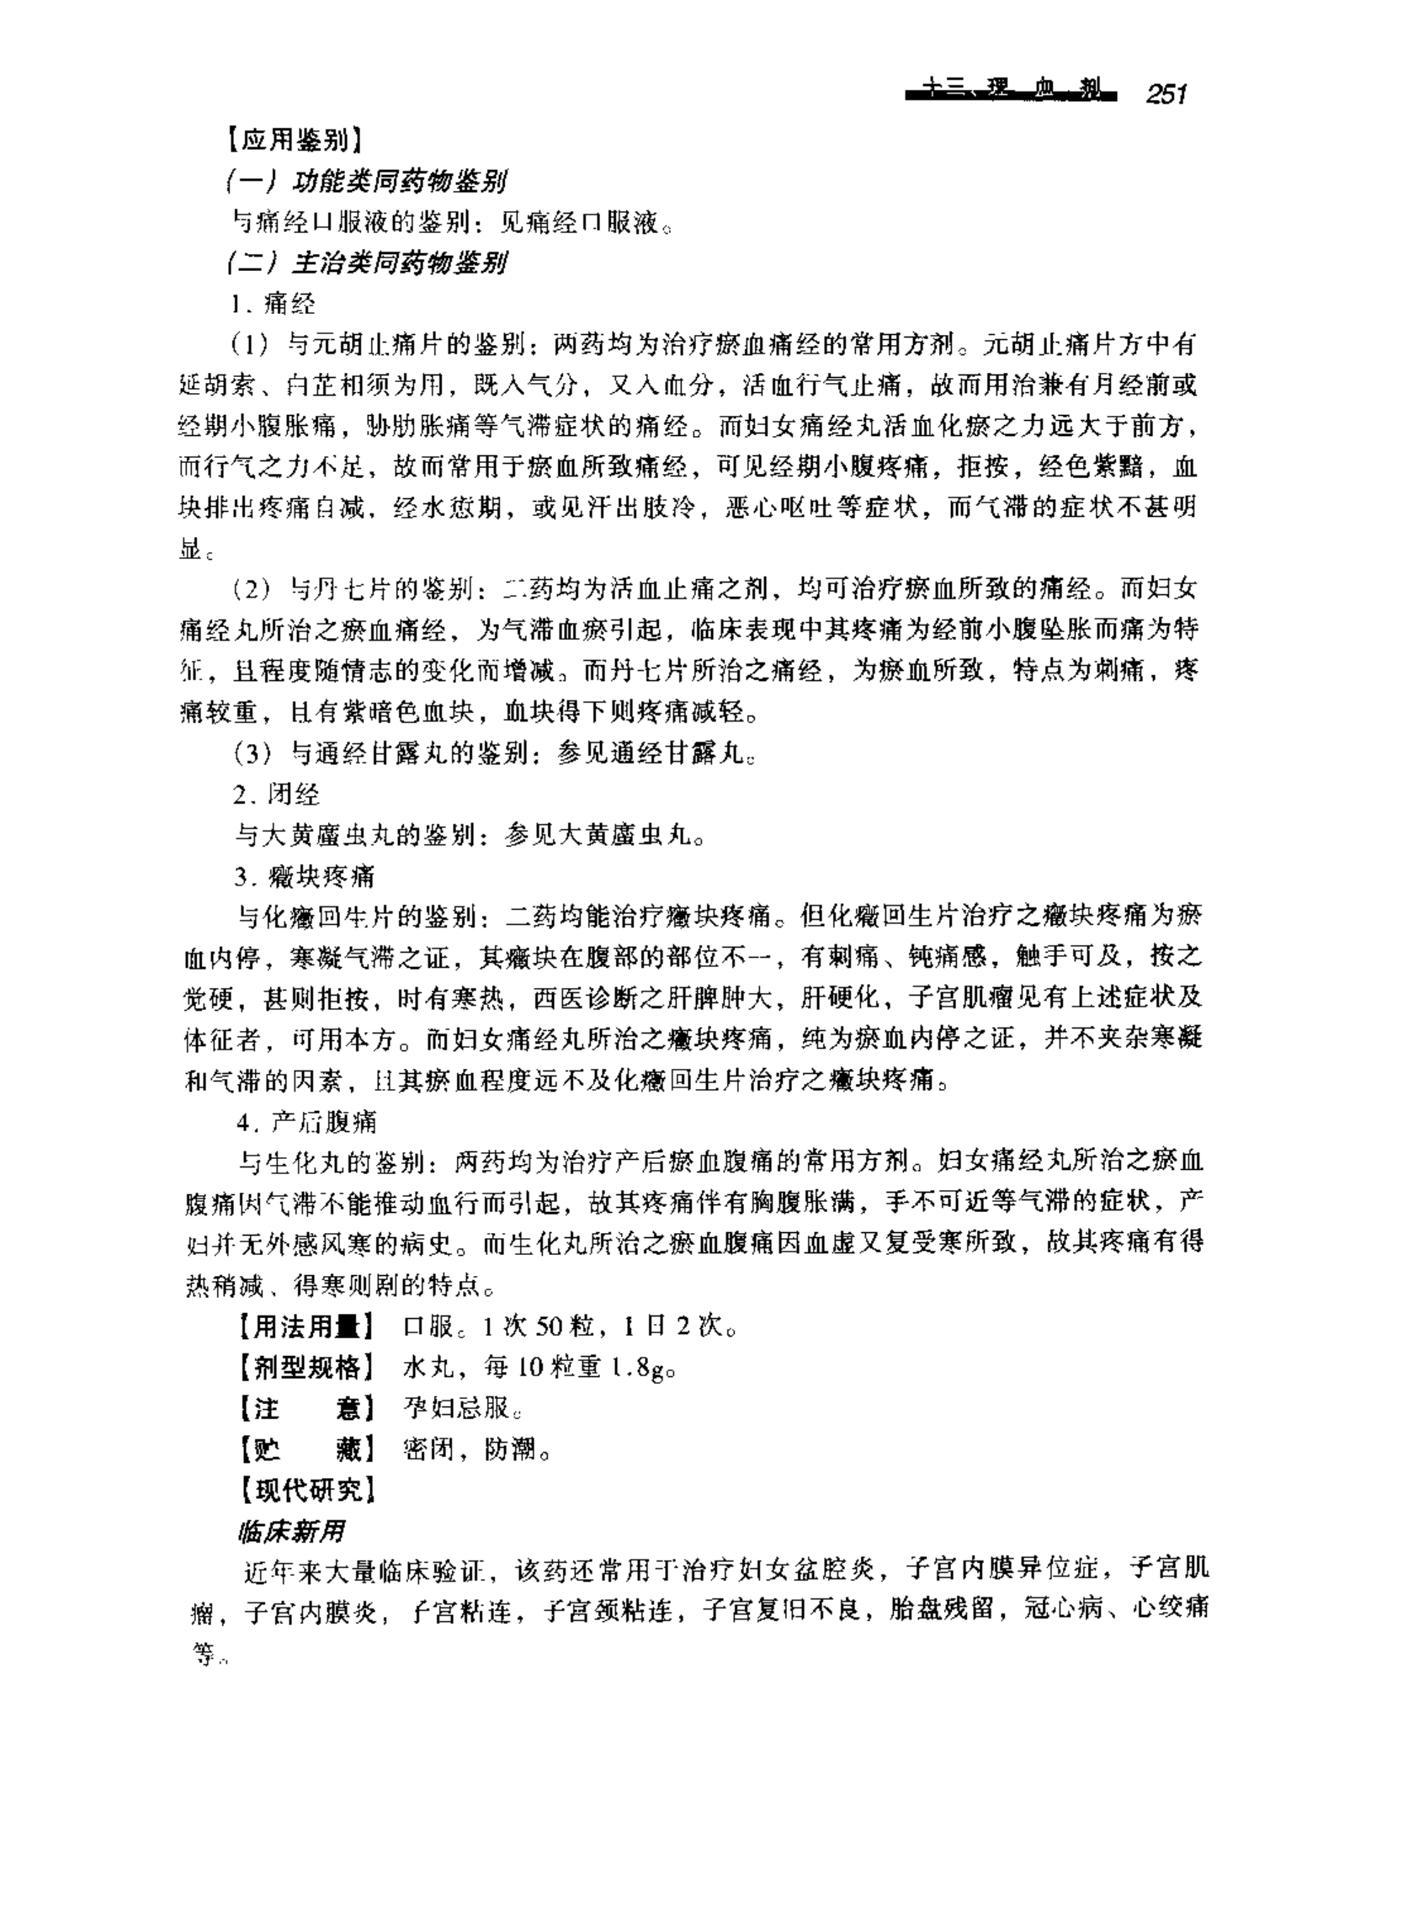 十三、理血剂 251
【应用鉴别】
(一) 功能类同药物鉴别
与痛经口服液的鉴别：见痛经口服液。
(二) 主治类同药物鉴别
1. 痛经
(1) 与元胡止痛片的鉴别：两药均为治疗瘀血痛经的常用方剂。元胡止痛片方中有
延胡索、白芷相须为用，既入气分，又入血分，活血行气止痛，故而用治兼有月经前或
经期小腹胀痛，胁肋胀痛等气滞症状的痛经。而妇女痛经丸活血化瘀之力远大于前方，
而行气之力不足，故而常用于瘀血所致痛经，可见经期小腹疼痛，拒按，经色紫黯，血
块排出疼痛自减，经水愆期，或见汗出肢冷，恶心呕吐等症状，而气滞的症状不甚明
显。
(2) 与丹七片的鉴别：二药均为活血止痛之剂，均可治疗瘀血所致的痛经。而妇女
痛经丸所治之瘀血痛经，为气滞血瘀引起，临床表现中其疼痛为经前小腹坠胀而痛为特
征，且程度随情志的变化而增减。而丹七片所治之痛经，为瘀血所致，特点为刺痛，疼
痛较重，且有紫暗色血块，血块得下则疼痛减轻。
(3) 与通经甘露丸的鉴别：参见通经甘露丸。
2. 闭经
与大黄䗪虫丸的鉴别：参见大黄䗪虫丸。
3. 癥块疼痛
与化癥回生片的鉴别：二药均能治疗癥块疼痛。但化癥回生片治疗之癥块疼痛为瘀
血内停，寒凝气滞之证，其癥块在腹部的部位不一，有刺痛、钝痛感，触手可及，按之
觉硬，甚则拒按，时有寒热，西医诊断之肝脾肿大，肝硬化，子宫肌瘤见有上述症状及
体征者，可用本方。而妇女痛经丸所治之癥块疼痛，纯为瘀血内停之证，并不夹杂寒凝
和气滞的因素，且其瘀血程度远不及化癥回生片治疗之癥块疼痛。
4. 产后腹痛
与生化丸的鉴别：两药均为治疗产后瘀血腹痛的常用方剂。妇女痛经丸所治之瘀血
腹痛因气滞不能推动血行而引起，故其疼痛伴有胸腹胀满，手不可近等气滞的症状，产
妇并无外感风寒的病史。而生化丸所治之瘀血腹痛因血虚又复受寒所致，故其疼痛有得
热稍减、得寒则剧的特点。
【用法用量】 口服。1次50粒，1日2次。
【剂型规格】 水丸，每10粒重1.8g。
【注 意】 孕妇忌服。
【贮 藏】 密闭，防潮。
【现代研究】
临床新用
近年来大量临床验证，该药还常用于治疗妇女盆腔炎，子宫内膜异位症，子宫肌
瘤，子宫内膜炎，子宫粘连，子宫颈粘连，子宫复旧不良，胎盘残留，冠心病、心绞痛
等。